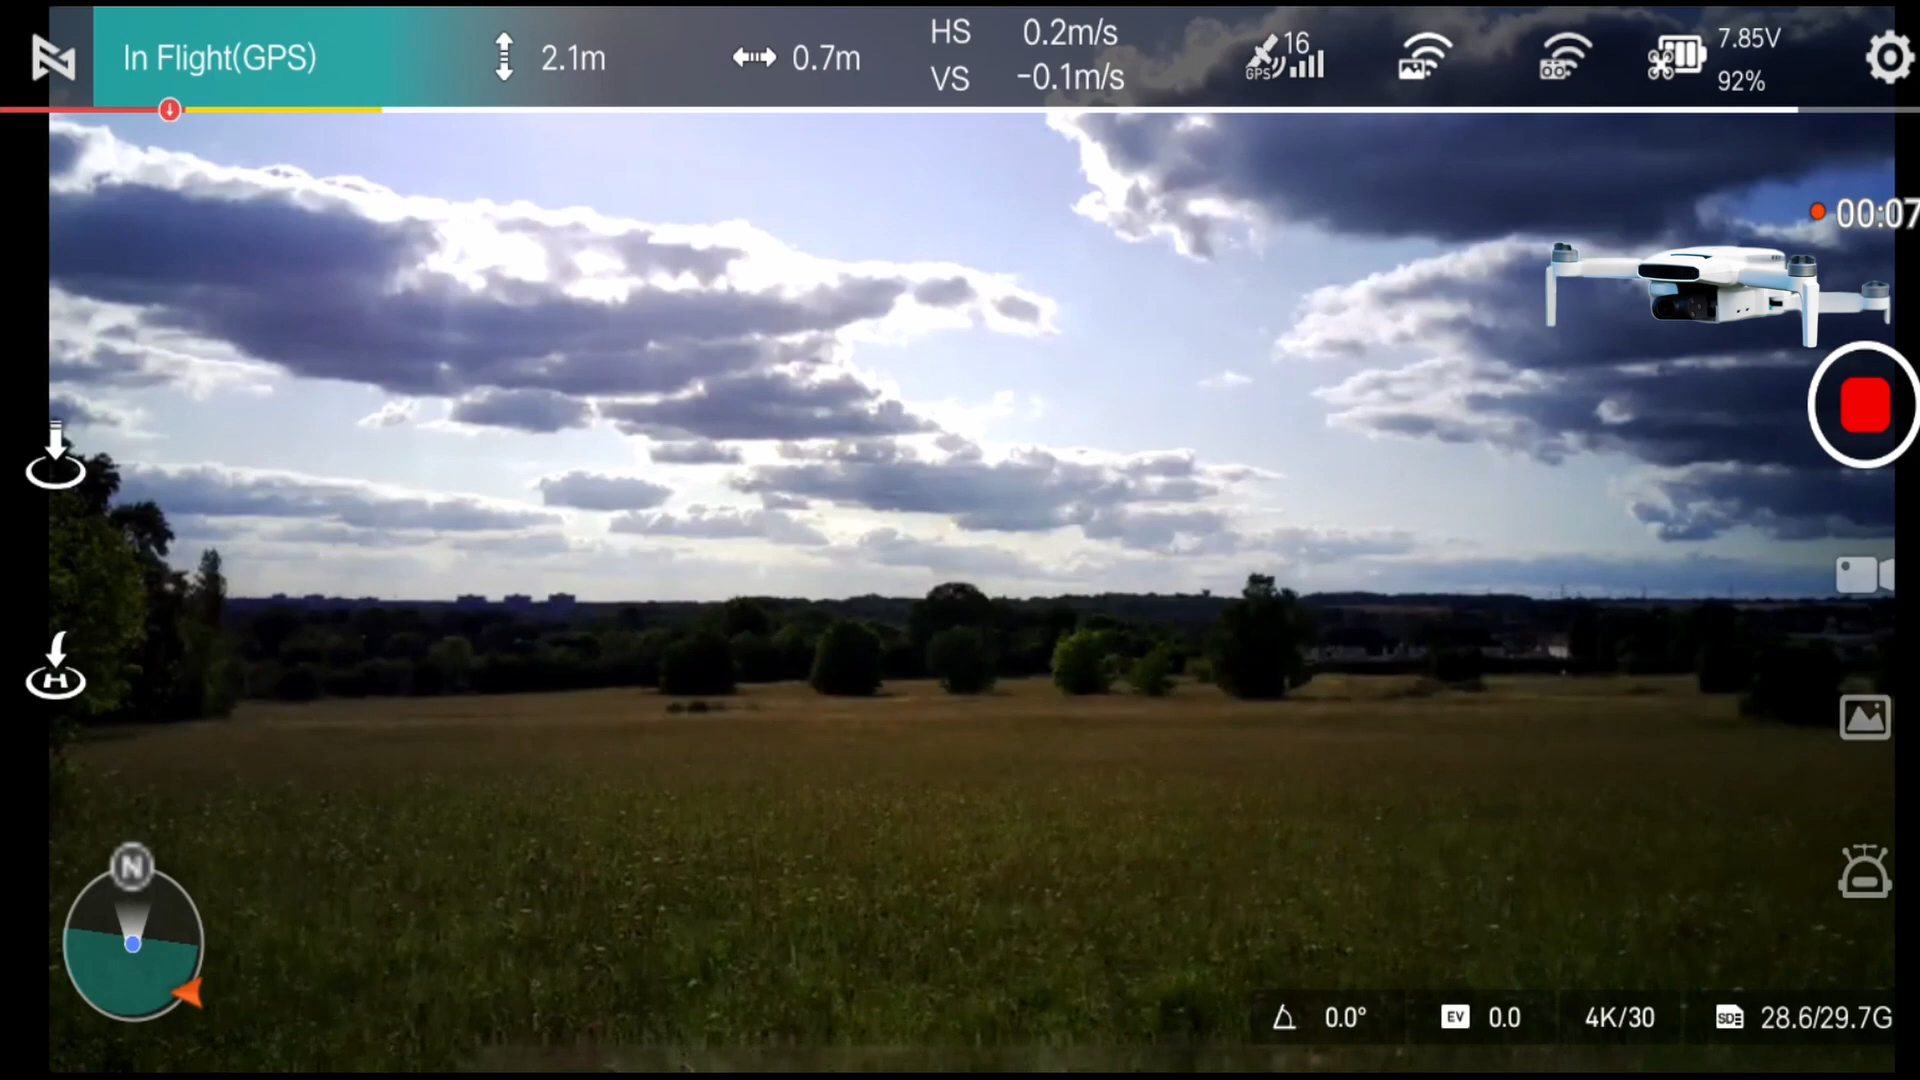 In Flight(GPS)
2.1m
0.7m
HS 0.2m/s
VS -0.1m/s
GPS
16
7.85V
92%
00:07
H
N
0.0°
EV 0.0
4K/30
SD 28.6/29.7G